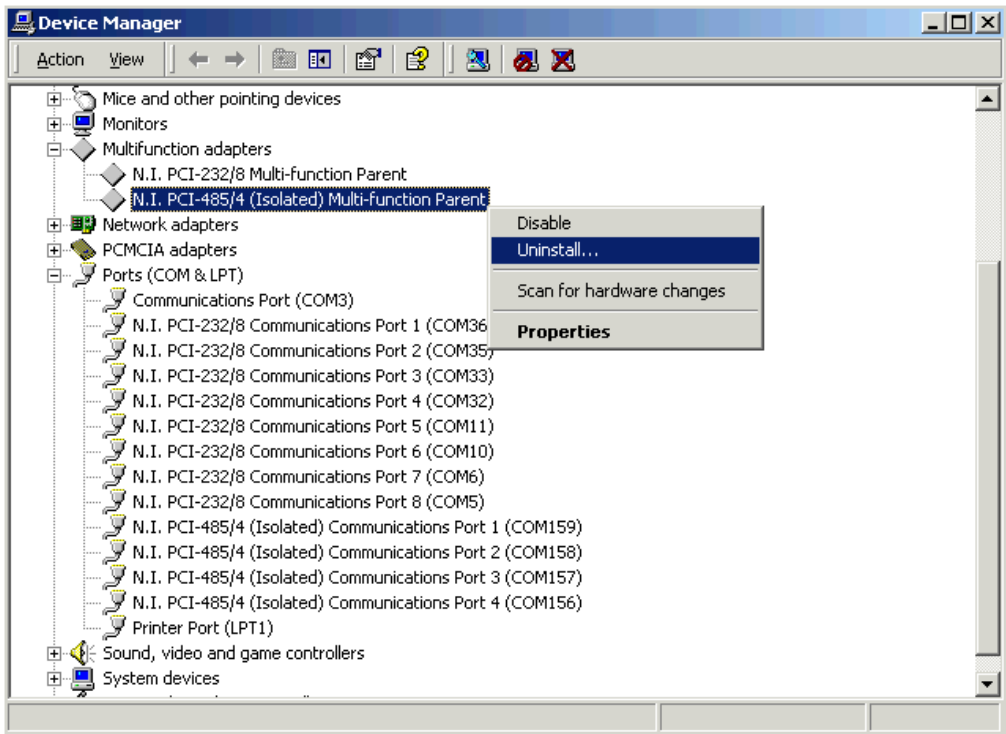 Device Manager
Action View
Mice and other pointing devices
Monitors
Multifunction adapters
N.I. PCI-232/8 Multi-function Parent
N.I. PCI-485/4 (Isolated) Multi-function Parent
Network adapters
Disable
PCMCIA adapters
Uninstall...
Ports (COM & LPT)
Scan for hardware changes
Communications Port (COM3)
N.I. PCI-232/8 Communications Port 1 (COM36
Properties
N.I. PCI-232/8 Communications Port 2 (COM35)
N.I. PCI-232/8 Communications Port 3 (COM33)
N.I. PCI-232/8 Communications Port 4 (COM32)
N.I. PCI-232/8 Communications Port 5 (COM11)
N.I. PCI-232/8 Communications Port 6 (COM10)
N.I. PCI-232/8 Communications Port 7 (COM6)
N.I. PCI-232/8 Communications Port 8 (COM5)
N.I. PCI-485/4 (Isolated) Communications Port 1 (COM159)
N.I. PCI-485/4 (Isolated) Communications Port 2 (COM158)
N.I. PCI-485/4 (Isolated) Communications Port 3 (COM157)
N.I. PCI-485/4 (Isolated) Communications Port 4 (COM156)
Printer Port (LPT1)
Sound, video and game controllers
System devices